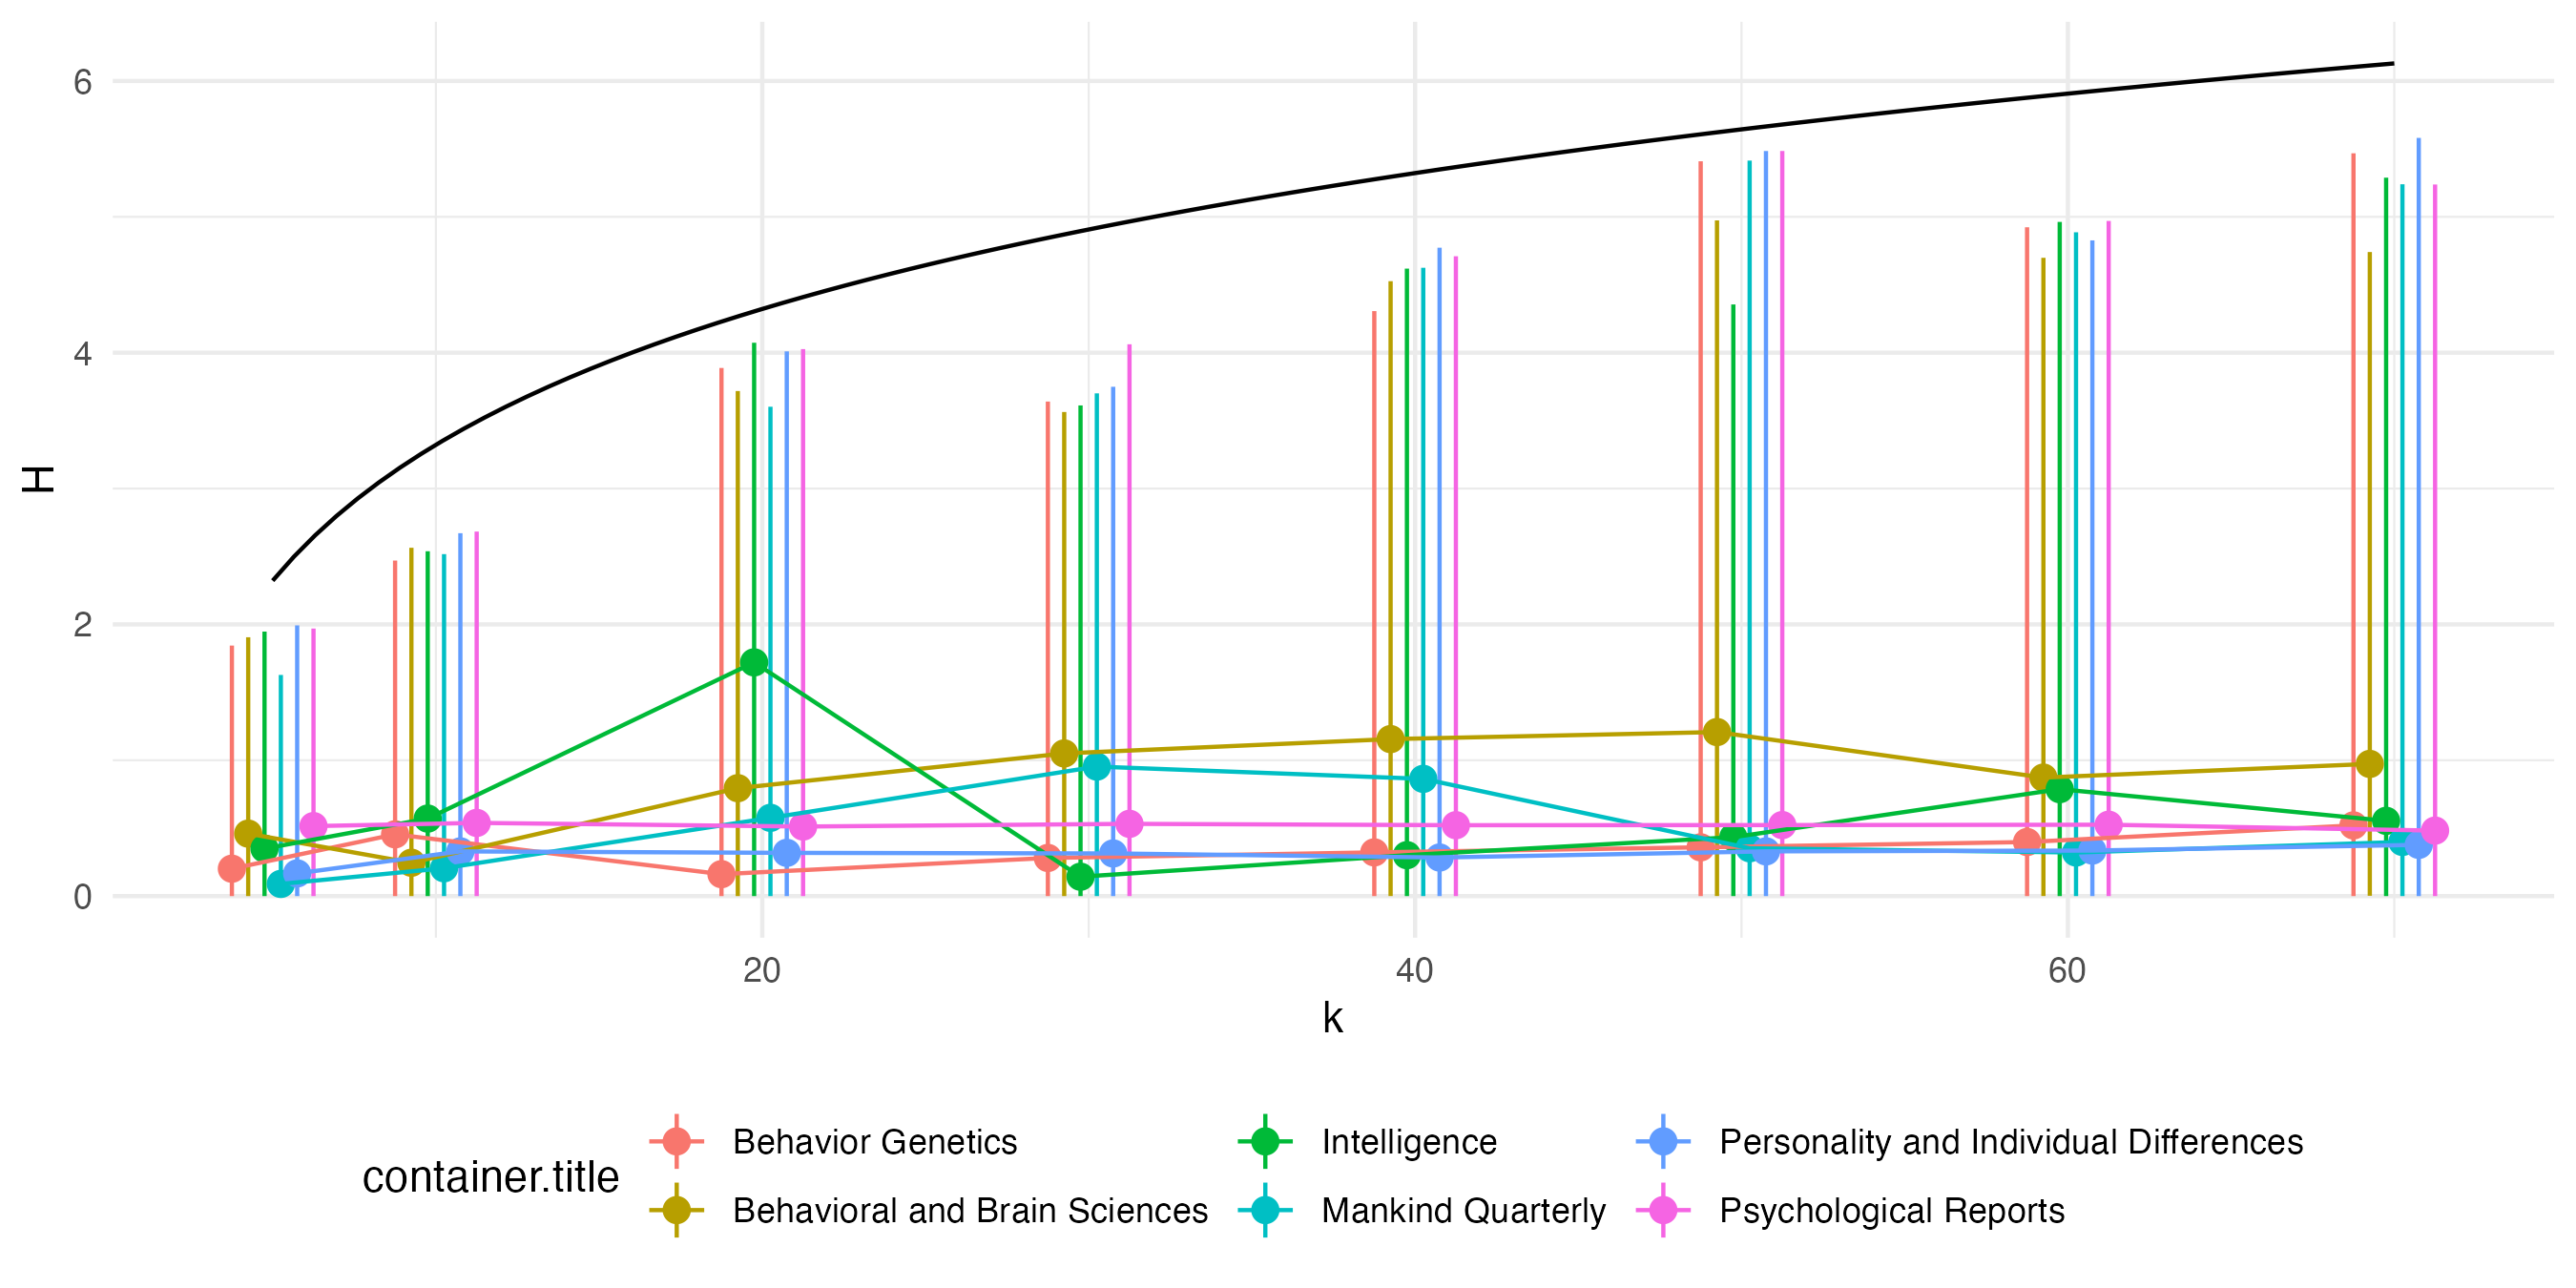 6
4
2
0
H
20 40 60
k
container.title
Behavior Genetics Intelligence Personality and Individual Differences
Behavioral and Brain Sciences Mankind Quarterly Psychological Reports